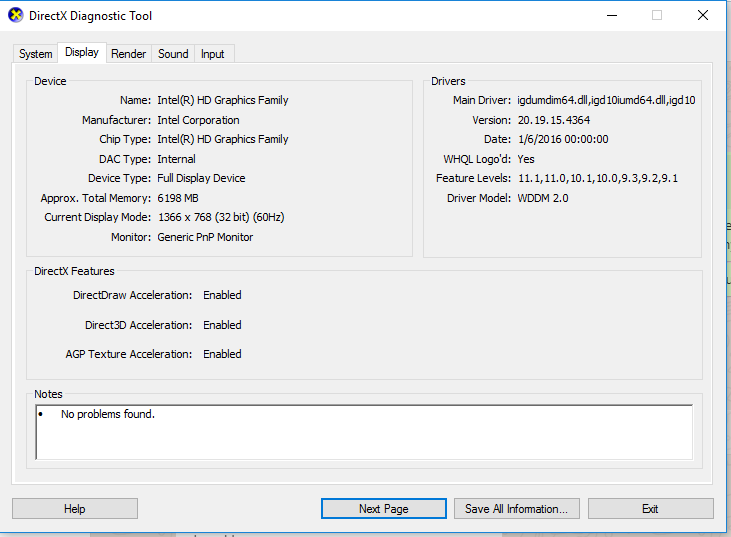 DirectX Diagnostic Tool
System Display Render Sound Input
Device
Name: Intel(R) HD Graphics Family
Manufacturer: Intel Corporation
Chip Type: Intel(R) HD Graphics Family
DAC Type: Internal
Device Type: Full Display Device
Approx. Total Memory: 6198 MB
Current Display Mode: 1366 x 768 (32 bit) (60Hz)
Monitor: Generic PnP Monitor
Drivers
Main Driver: igdumdim64.dll,igd10iumd64.dll,igd10
Version: 20.19.15.4364
Date: 1/6/2016 00:00:00
WHQL Logo'd: Yes
Feature Levels: 11.1,11.0,10.1,10.0,9.3,9.2,9.1
Driver Model: WDDM 2.0
DirectX Features
DirectDraw Acceleration: Enabled
Direct3D Acceleration: Enabled
AGP Texture Acceleration: Enabled
Notes
• No problems found.
Help Next Page Save All Information... Exit